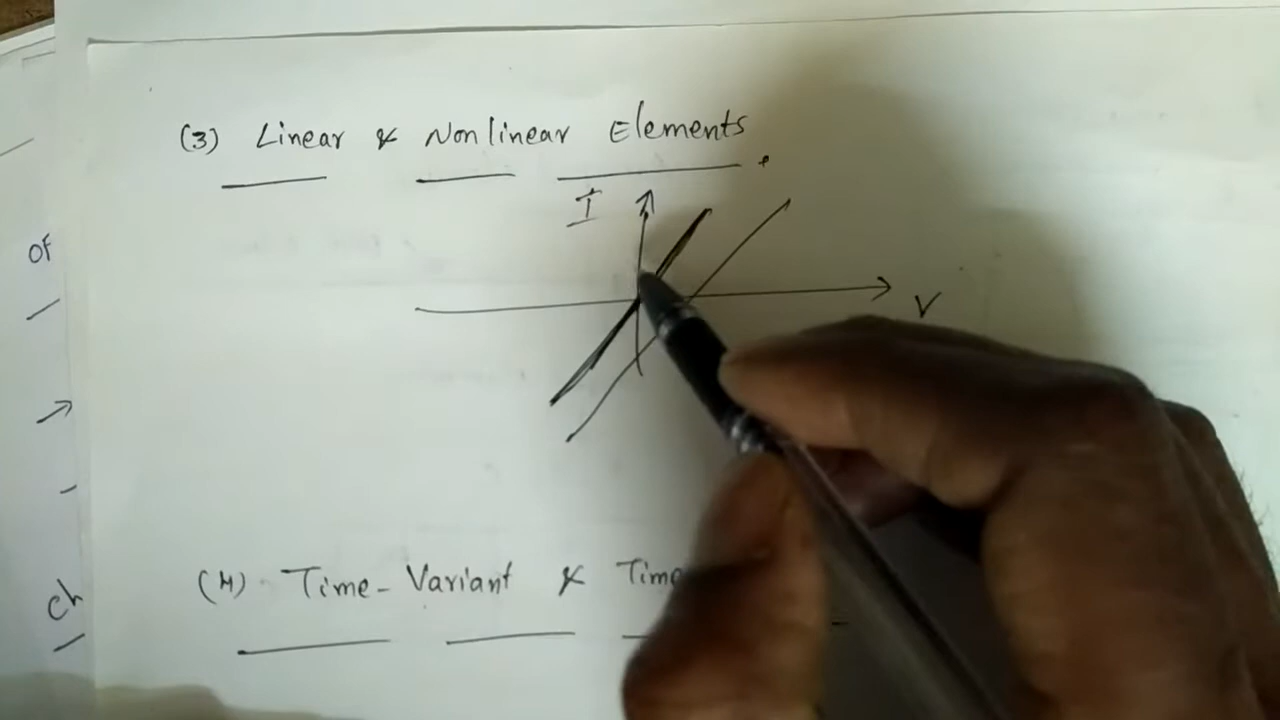 (3) Linear & Nonlinear Elements.
I
V
OF
(4) Time-Variant & Time
Ch